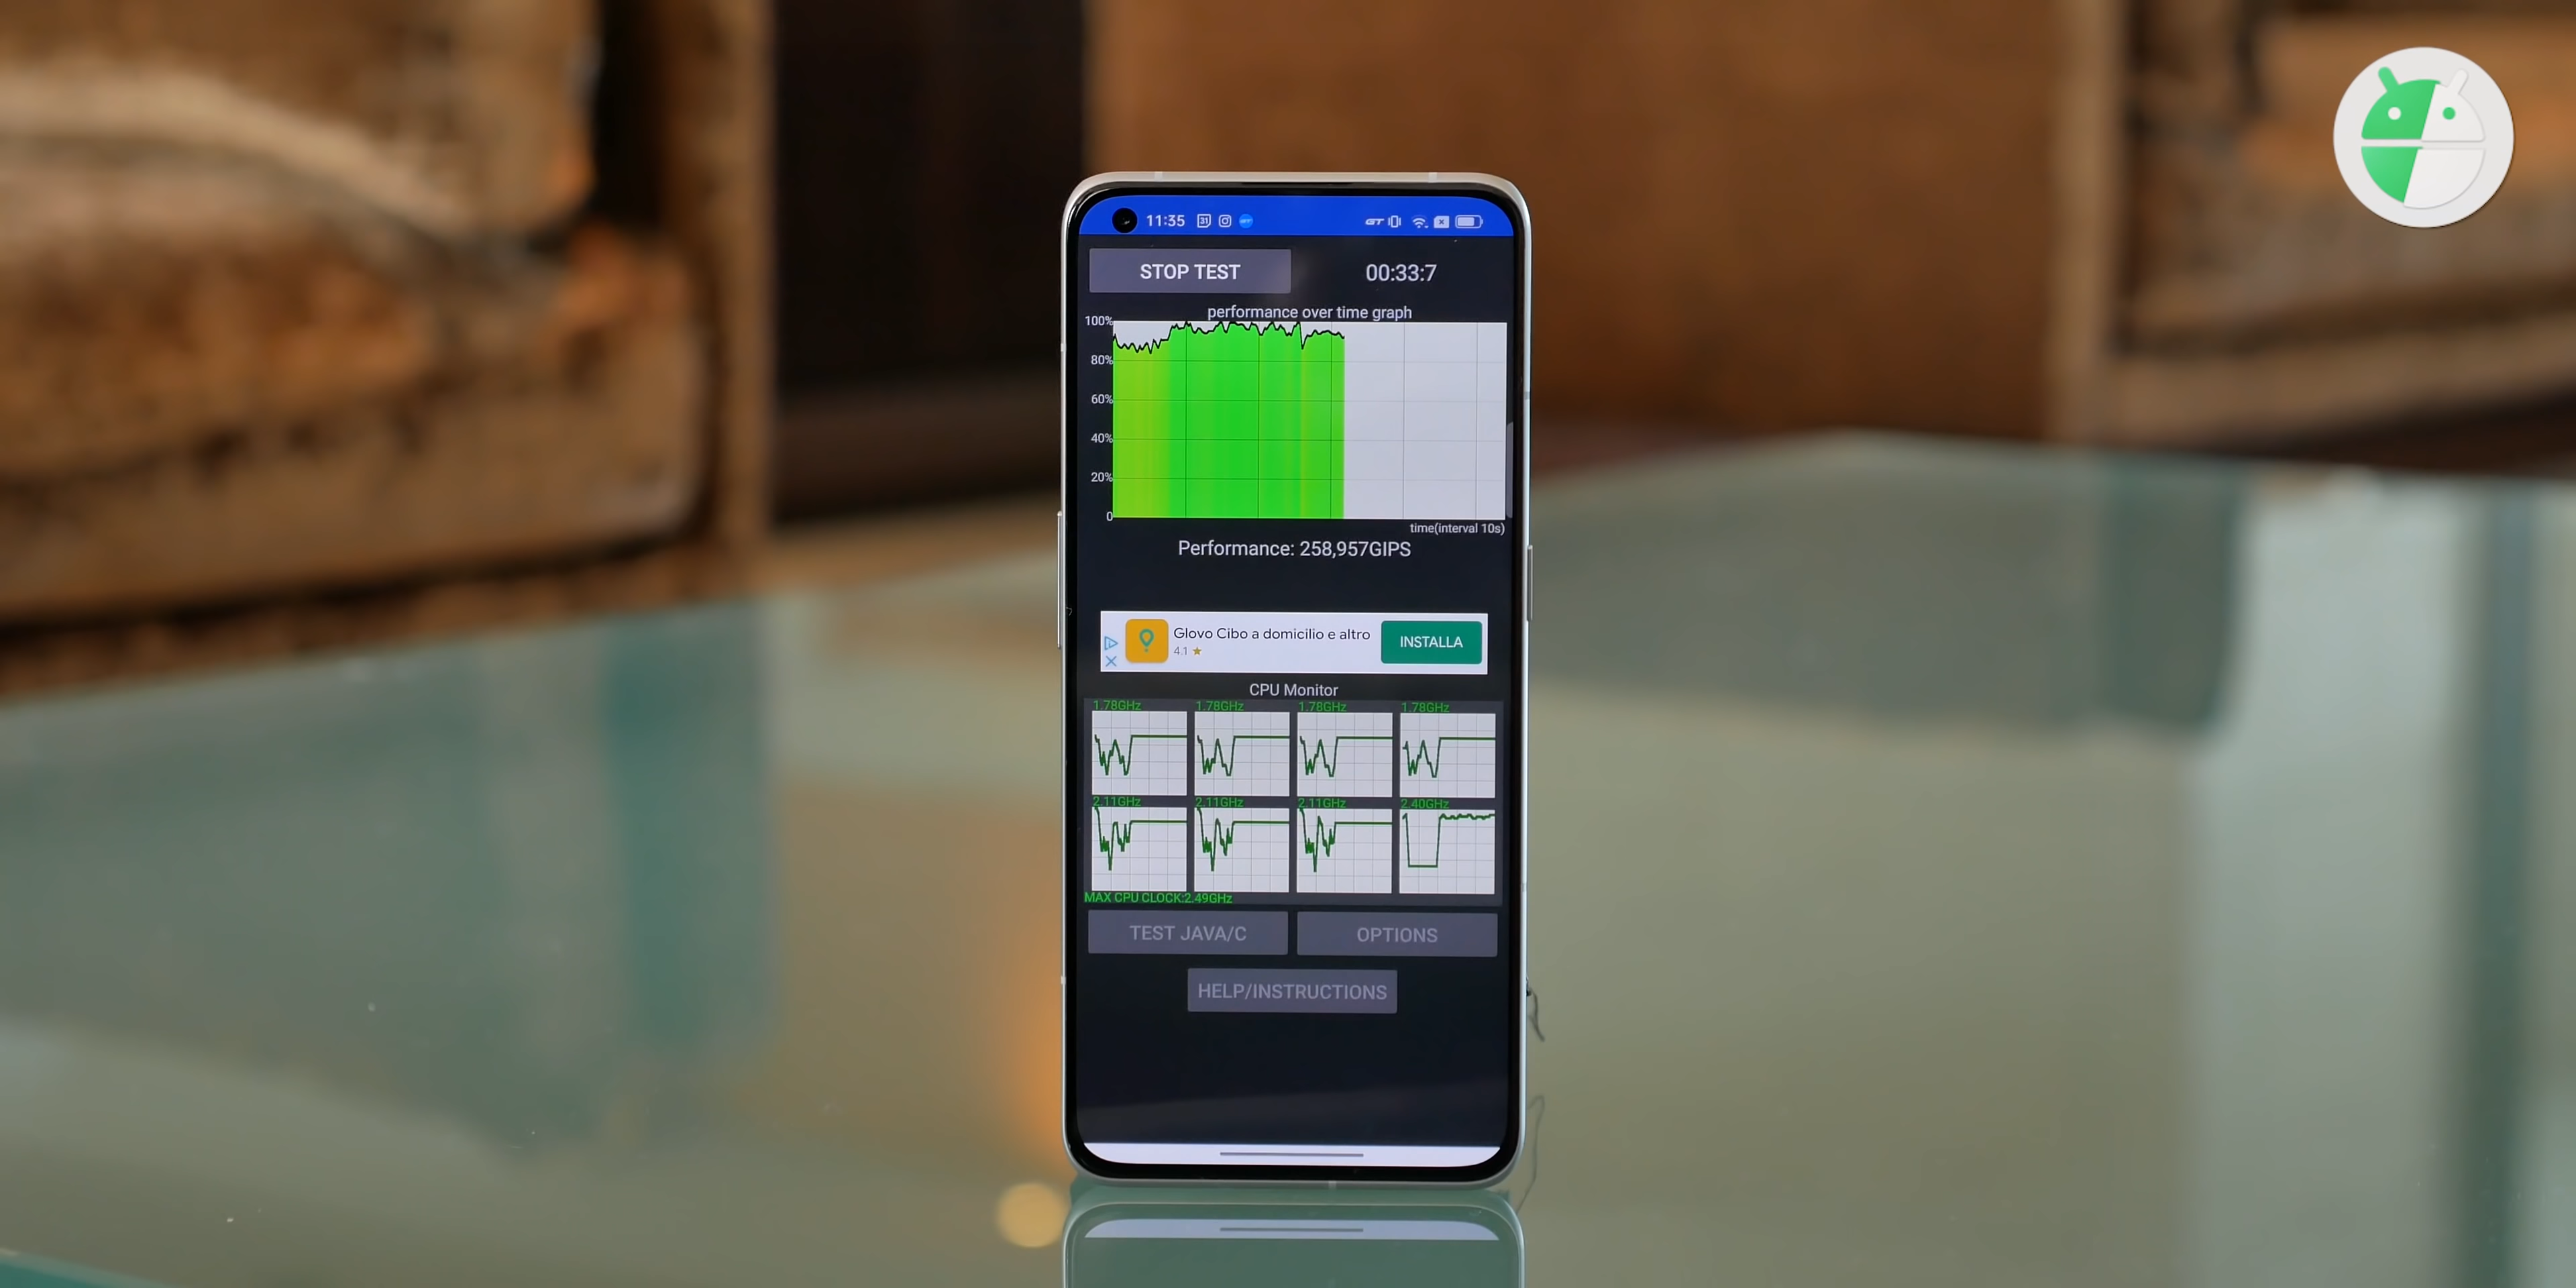 11:35 31 GT
STOP TEST 00:33:7
performance over time graph
100%
80%
60%
40%
20%
0
time(interval 10s)
Performance: 258,957GIPS
Glovo Cibo a domicilio e altro
4.1 ★
INSTALLA
CPU Monitor
1.78GHz 1.78GHz 1.78GHz 1.78GHz
2.11GHz 2.11GHz 2.11GHz 2.40GHz
MAX CPU CLOCK:2.49GHz
TEST JAVA/C OPTIONS
HELP/INSTRUCTIONS